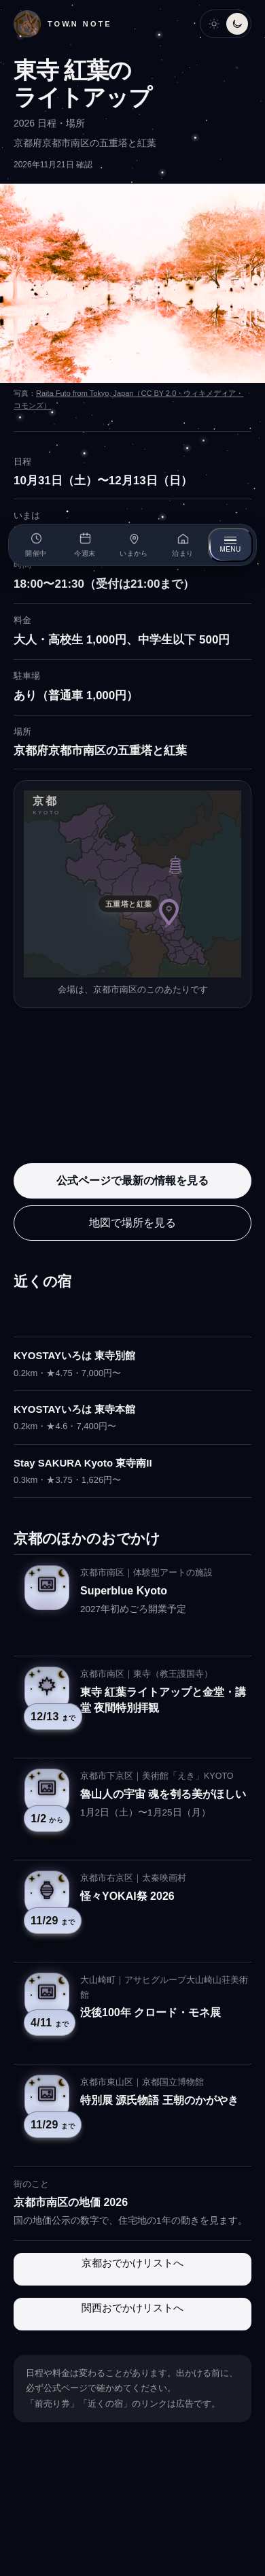 TOWN NOTE
東寺 紅葉の
ライトアップ
2026 日程・場所
京都府京都市南区の五重塔と紅葉
2026年11月21日 確認
写真：Raita Futo from Tokyo, Japan（CC BY 2.0・ウィキメディア・
コモンズ）
日程
10月31日（土）〜12月13日（日）
いまは
開催中
今週末
いまから
泊まり
MENU
時間
18:00〜21:30（受付は21:00まで）
料金
大人・高校生 1,000円、中学生以下 500円
駐車場
あり（普通車 1,000円）
場所
京都府京都市南区の五重塔と紅葉
京都
KYOTO
五重塔と紅葉
会場は、京都市南区のこのあたりです
公式ページで最新の情報を見る
地図で場所を見る
近くの宿
KYOSTAYいろは 東寺別館
0.2km・★4.75・7,000円〜
KYOSTAYいろは 東寺本館
0.2km・★4.6・7,400円〜
Stay SAKURA Kyoto 東寺南II
0.3km・★3.75・1,626円〜
京都のほかのおでかけ
京都市南区｜体験型アートの施設
Superblue Kyoto
2027年初めごろ開業予定
京都市南区｜東寺（教王護国寺）
東寺 紅葉ライトアップと金堂・講
堂 夜間特別拝観
12/13 まで
京都市下京区｜美術館「えき」KYOTO
魯山人の宇宙 魂を刳る美がほしい
1月2日（土）〜1月25日（月）
1/2 から
京都市右京区｜太秦映画村
怪々YOKAI祭 2026
11/29 まで
大山崎町｜アサヒグループ大山崎山荘美術
館
没後100年 クロード・モネ展
4/11 まで
京都市東山区｜京都国立博物館
特別展 源氏物語 王朝のかがやき
11/29 まで
街のこと
京都市南区の地価 2026
国の地価公示の数字で、住宅地の1年の動きを見ます。
京都おでかけリストへ
関西おでかけリストへ
日程や料金は変わることがあります。出かける前に、
必ず公式ページで確かめてください。
「前売り券」「近くの宿」のリンクは広告です。